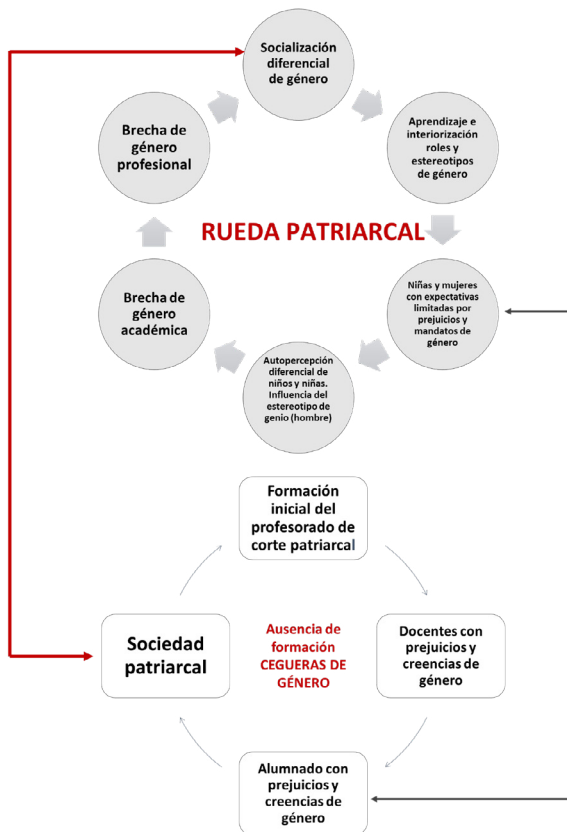 Socialización
diferencial
de género
Aprendizaje e
interiorización
roles y
estereotipos
de género
Niñas y mujeres
con expectativas
limitadas por
prejuicios y
mandatos de
género
Autopercepción
diferencial de
niños y niñas.
Influencia del
estereotipo de
genio (hombre)
Brecha de
género
académica
Brecha de
género
profesional
RUEDA PATRIARCAL
Formación
inicial del
profesorado de
corte patriarcal
Docentes con
prejuicios y
creencias de
género
Alumnado con
prejuicios y
creencias de
género
Sociedad
patriarcal
Ausencia de
formación
CEGUERAS DE
GÉNERO